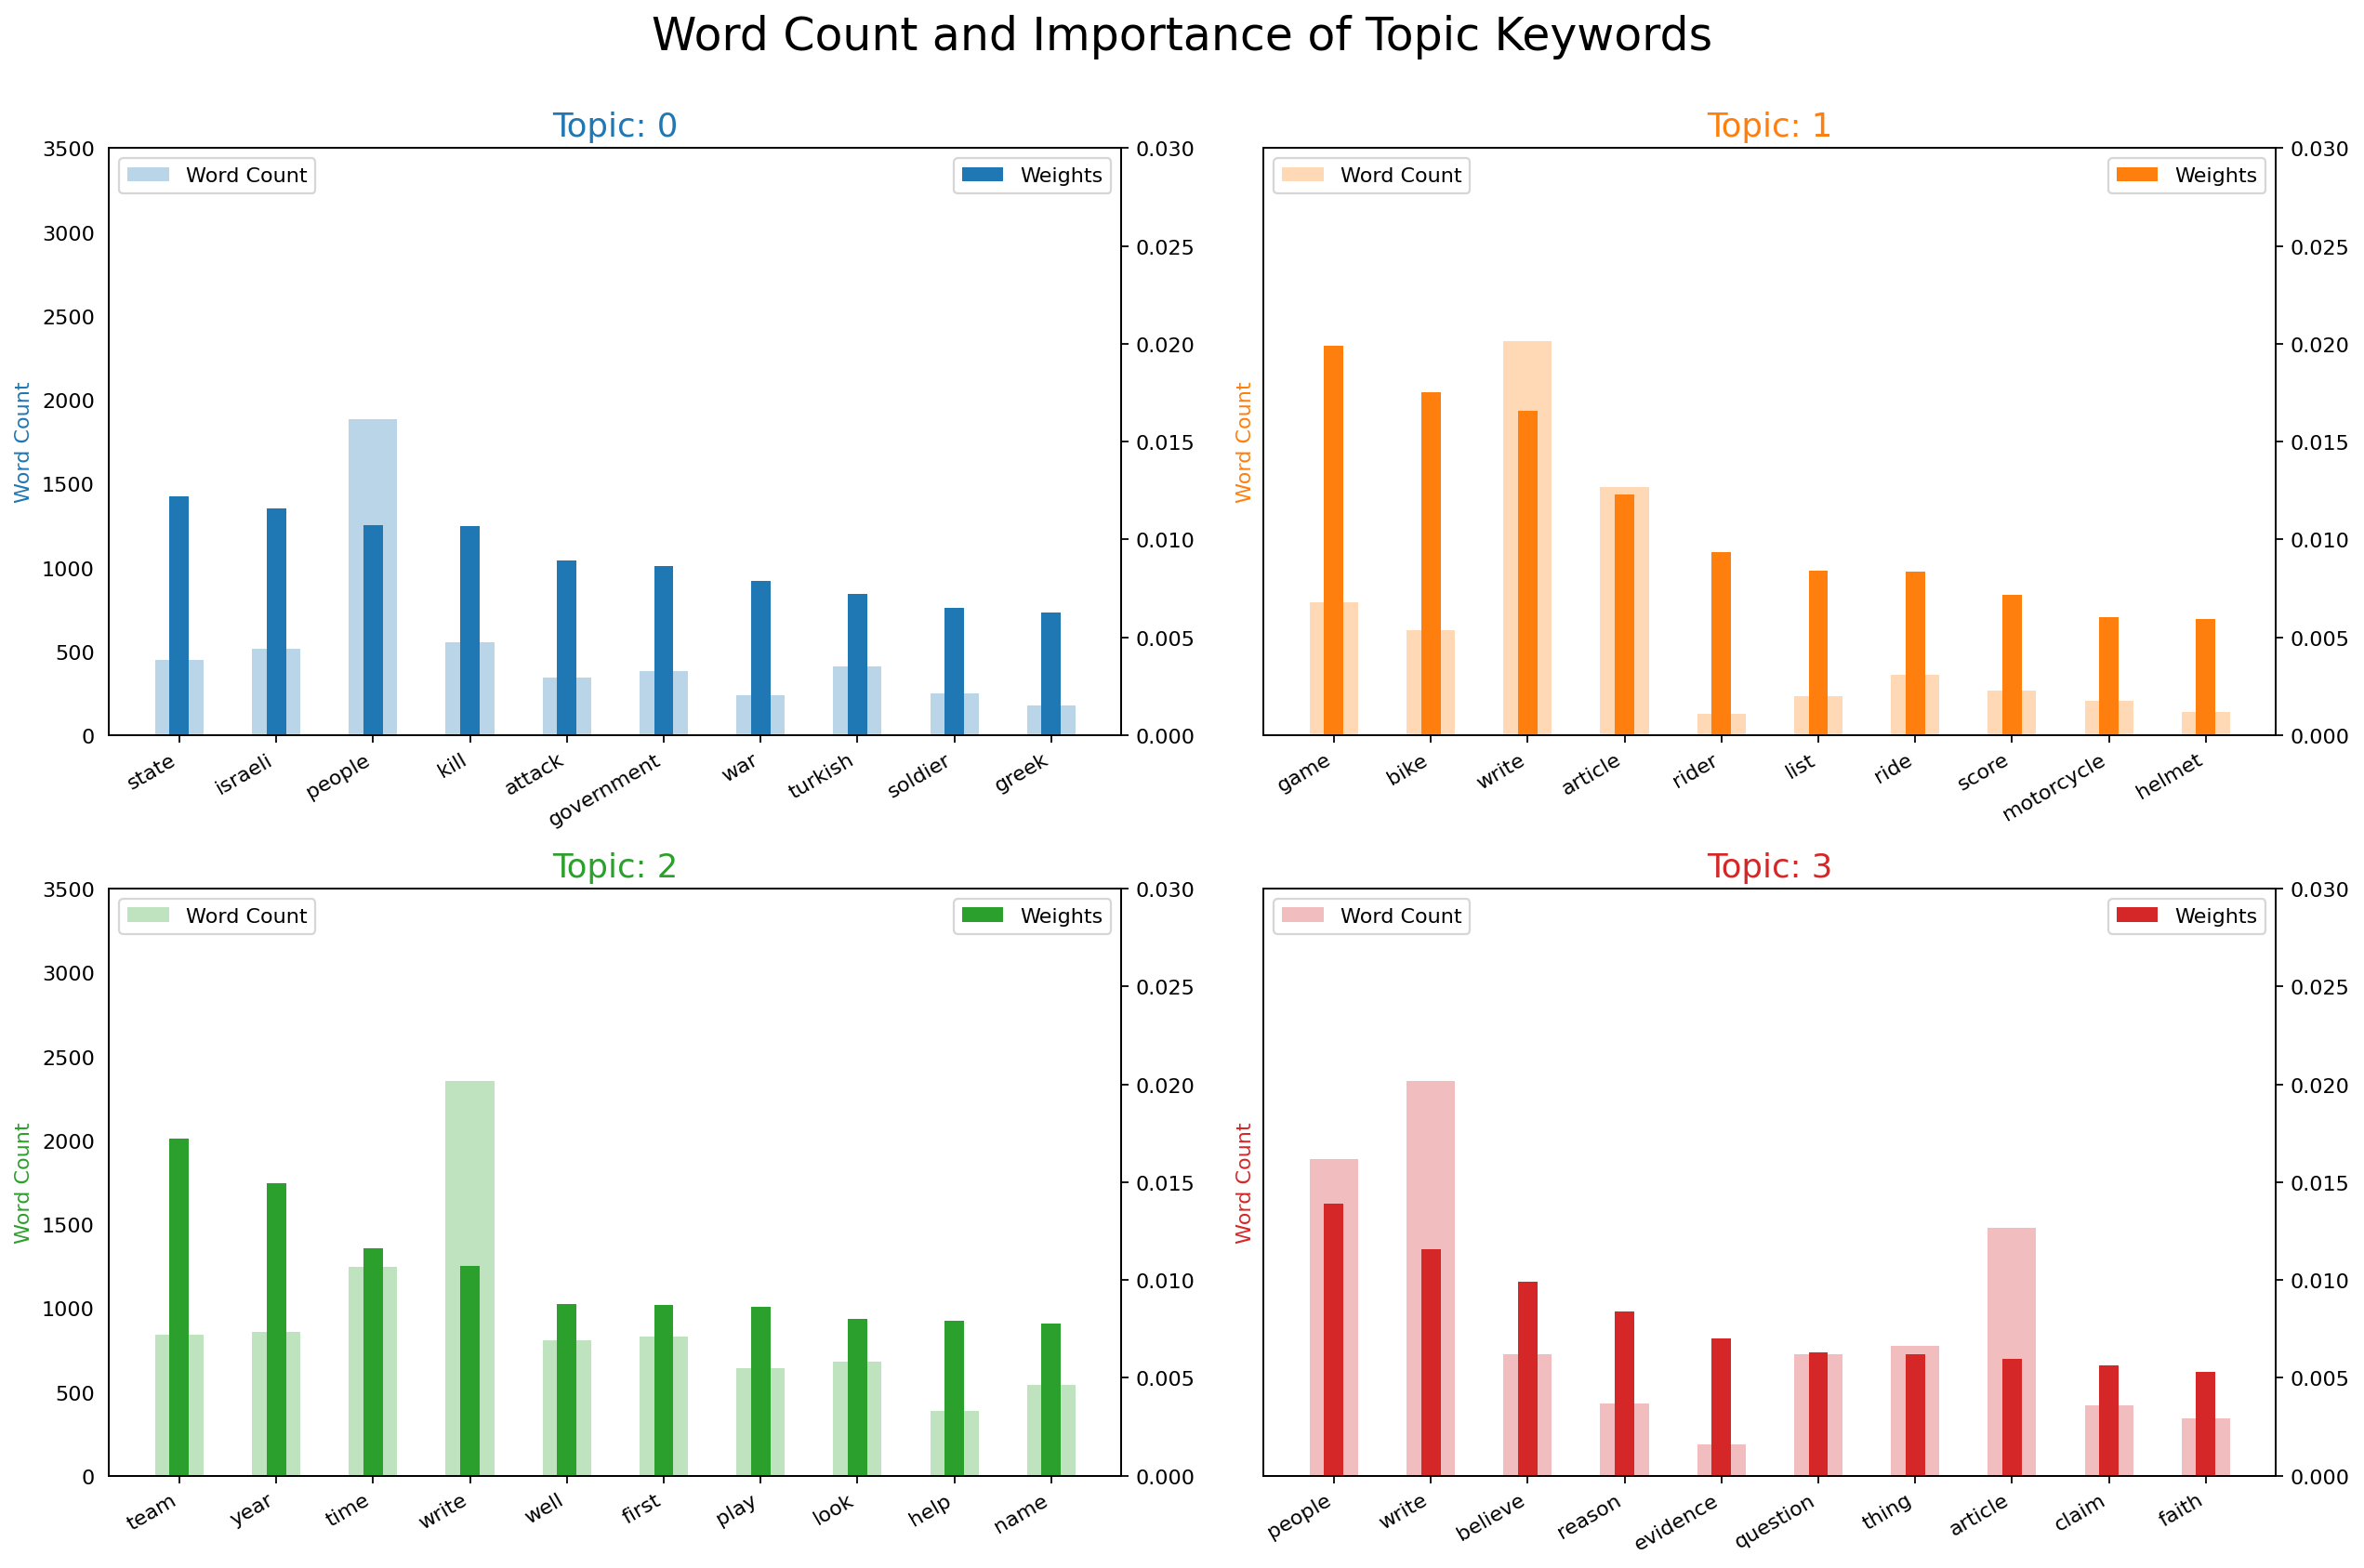 Word Count and Importance of Topic Keywords
Topic: 0
Word Count
Weights
Word Count
3500
3000
2500
2000
1500
1000
500
0
0.030
0.025
0.020
0.015
0.010
0.005
0.000
state
israeli
people
kill
attack
government
war
turkish
soldier
greek
Topic: 1
Word Count
Weights
Word Count
0.030
0.025
0.020
0.015
0.010
0.005
0.000
game
bike
write
article
rider
list
ride
score
motorcycle
helmet
Topic: 2
Word Count
Weights
Word Count
3500
3000
2500
2000
1500
1000
500
0
0.030
0.025
0.020
0.015
0.010
0.005
0.000
team
year
time
write
well
first
play
look
help
name
Topic: 3
Word Count
Weights
Word Count
0.030
0.025
0.020
0.015
0.010
0.005
0.000
people
write
believe
reason
evidence
question
thing
article
claim
faith